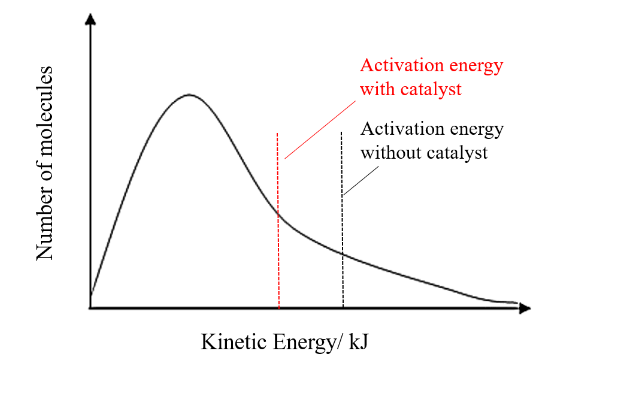 Activation energy
with catalyst
Activation energy
without catalyst
Number of molecules
Kinetic Energy/ kJ